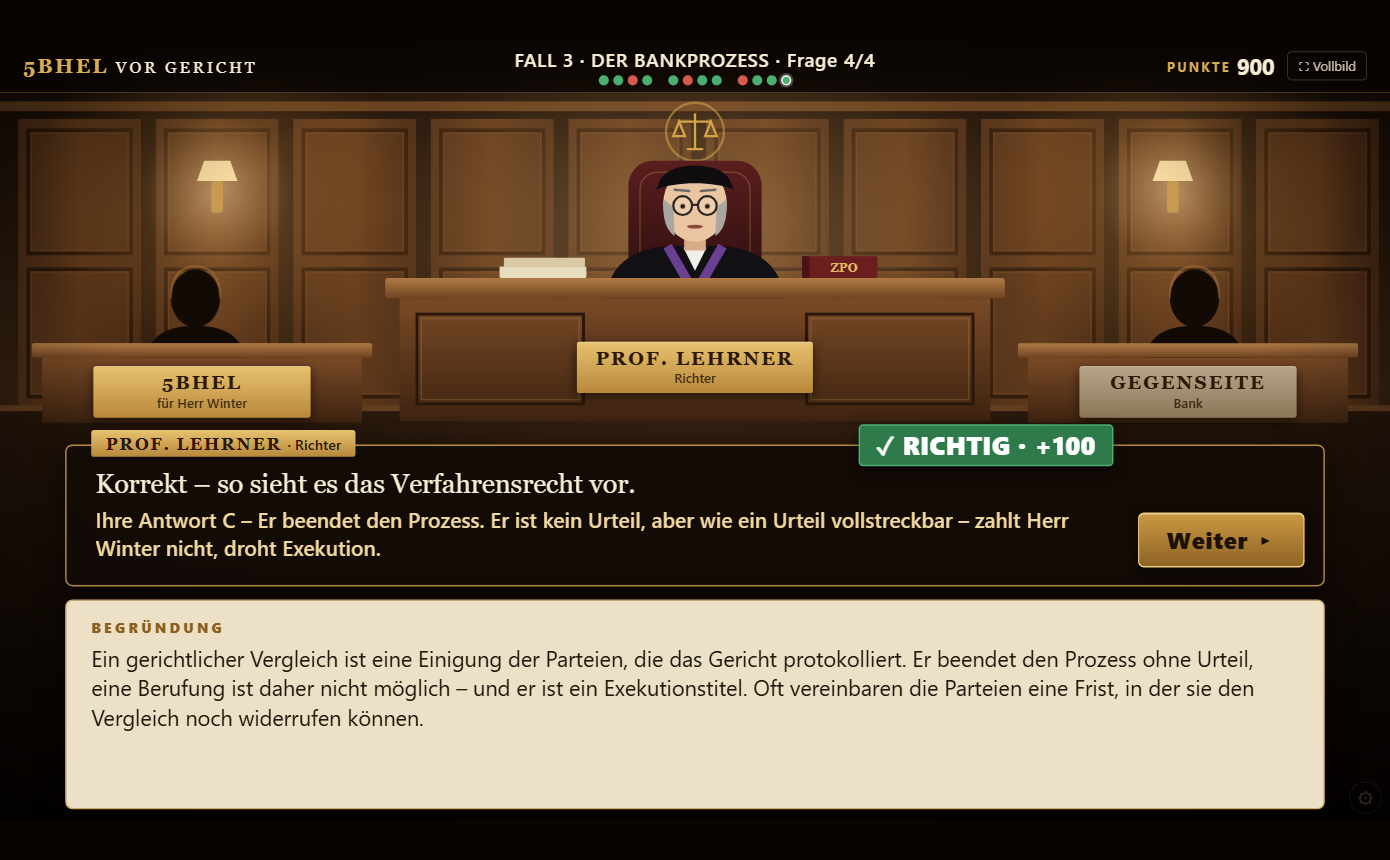 5BHEL VOR GERICHT
FALL 3 · DER BANKPROZESS · Frage 4/4
PUNKTE 900
Vollbild
ZPO
PROF. LEHRNER
Richter
5BHEL
für Herr Winter
GEGENSEITE
Bank
PROF. LEHRNER · Richter
✓ RICHTIG · +100
Korrekt – so sieht es das Verfahrensrecht vor.
Ihre Antwort C – Er beendet den Prozess. Er ist kein Urteil, aber wie ein Urteil vollstreckbar – zahlt Herr
Winter nicht, droht Exekution.
Weiter ▸
BEGRÜNDUNG
Ein gerichtlicher Vergleich ist eine Einigung der Parteien, die das Gericht protokolliert. Er beendet den Prozess ohne Urteil,
eine Berufung ist daher nicht möglich – und er ist ein Exekutionstitel. Oft vereinbaren die Parteien eine Frist, in der sie den
Vergleich noch widerrufen können.